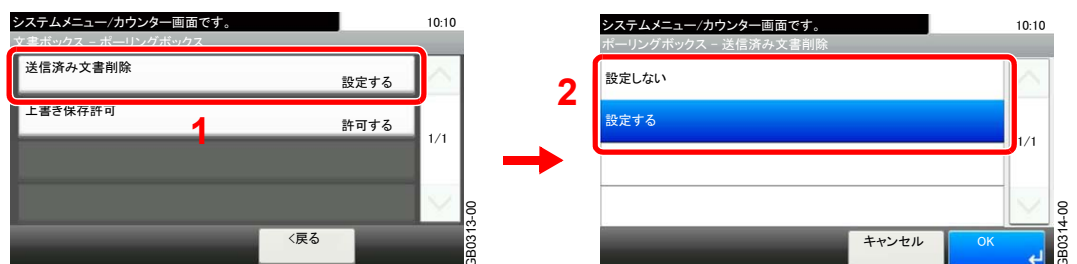 システムメニュー/カウンター画面です。
10:10
文書ボックス - ポーリングボックス
送信済み文書削除
設定する
上書き保存許可
許可する
1
1/1
<戻る
GB0313-00
システムメニュー/カウンター画面です。
10:10
ポーリングボックス - 送信済み文書削除
2
設定しない
設定する
1/1
キャンセル
OK
GB0314-00